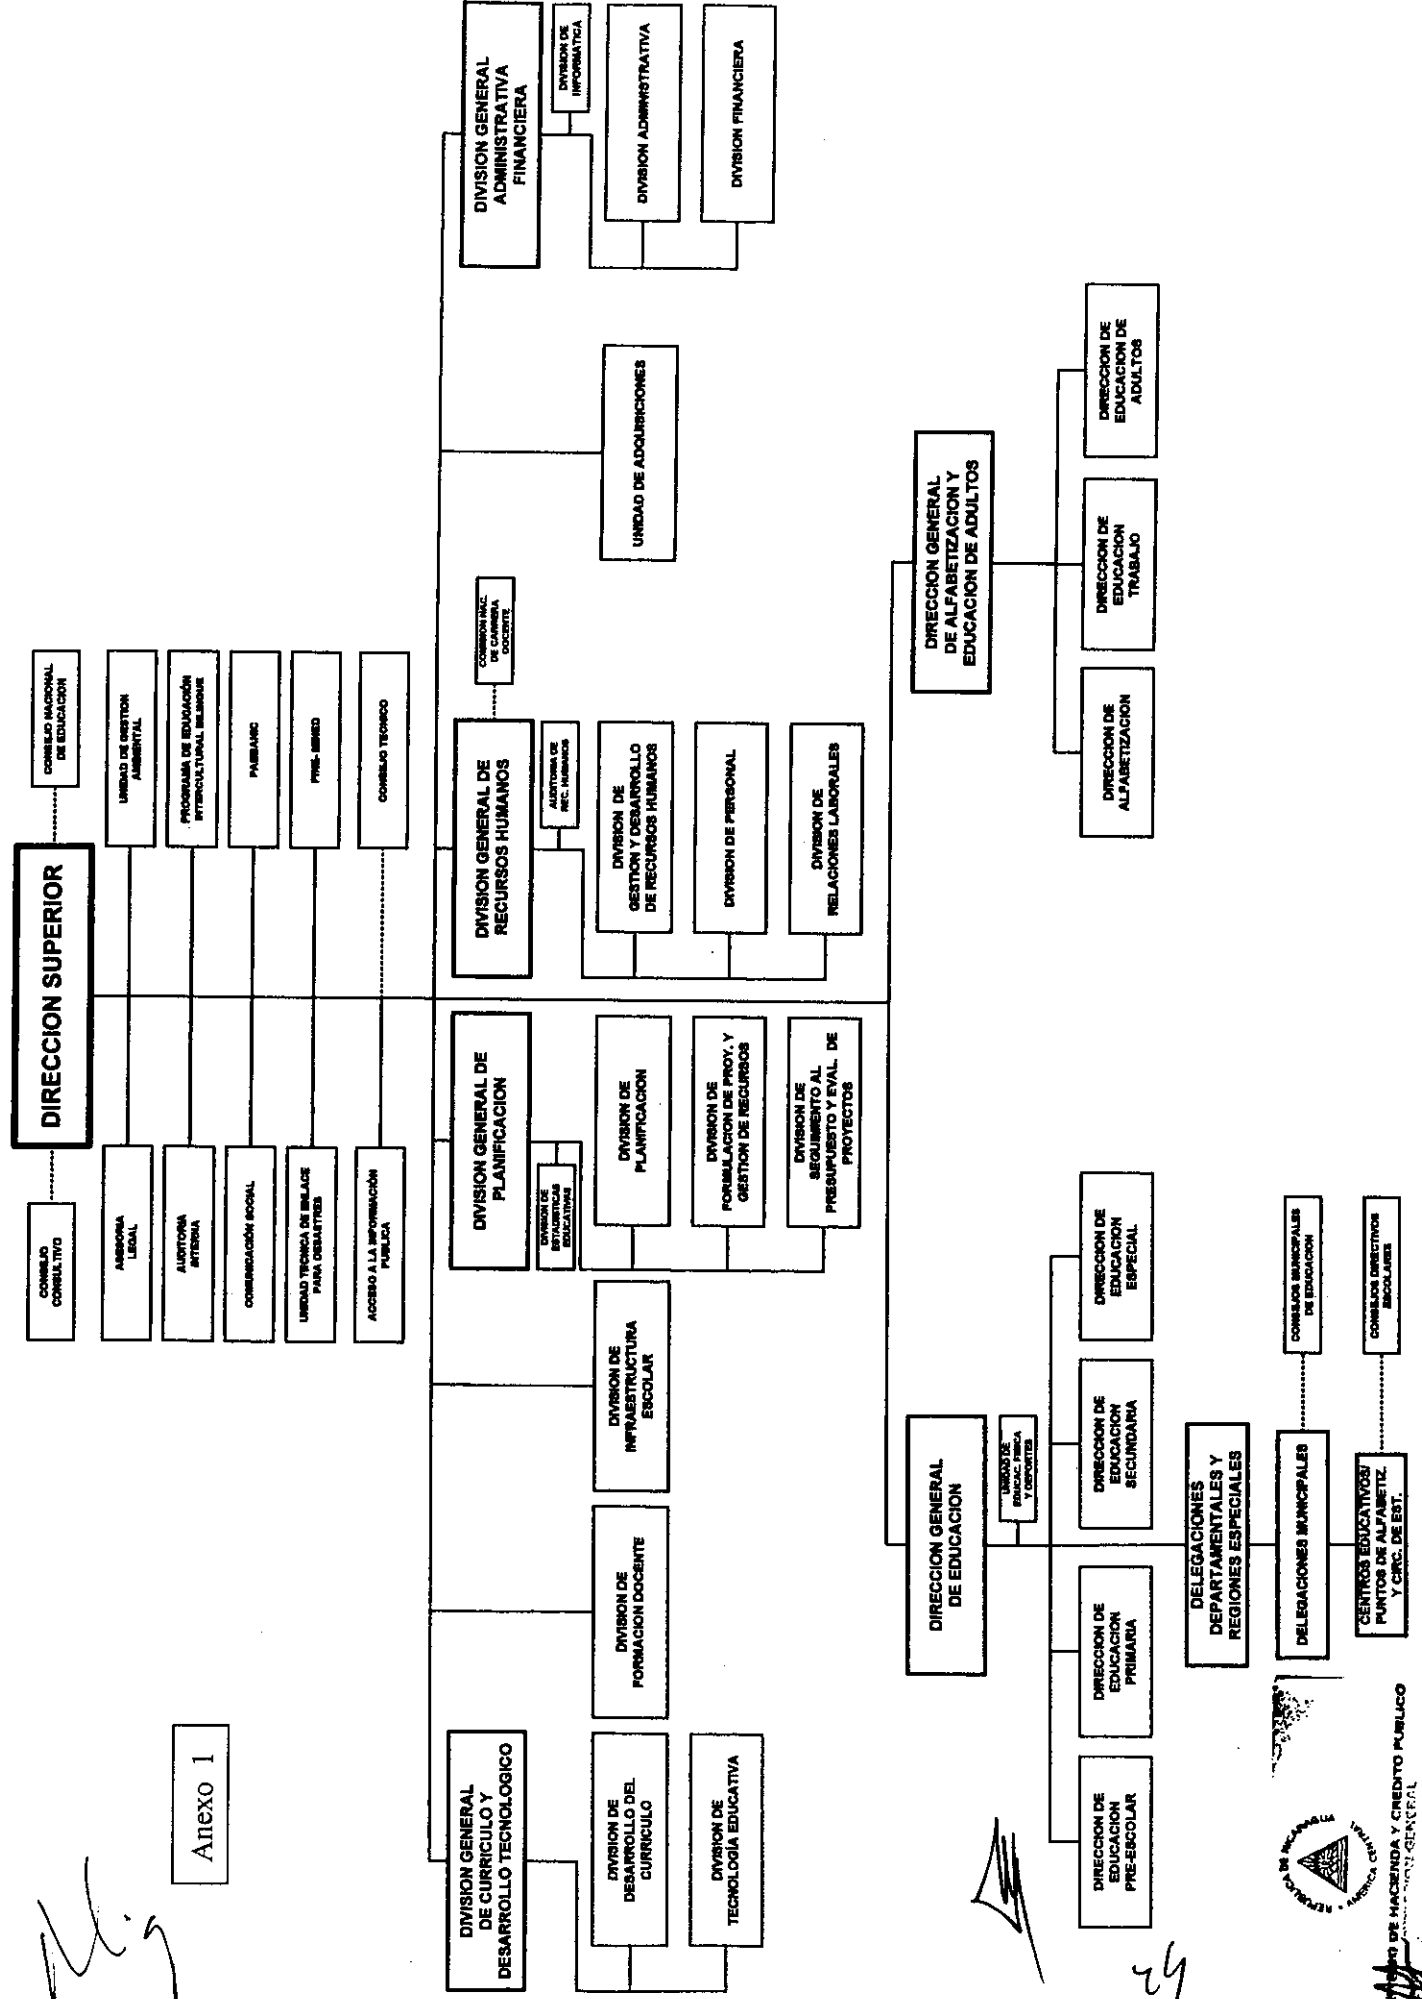 Anexo 1
DIRECCION SUPERIOR
CONSEJO
CONSULTIVO
CONSEJO NACIONAL
DE EDUCACION
ASESORIA
LEGAL
UNIDAD DE GESTION
AMBIENTAL
AUDITORIA
INTERNA
PROGRAMA DE EDUCACIÓN
INTERCULTURAL BILINGUE
COMUNICACIÓN SOCIAL
PAEBANIC
UNIDAD TECNICA DE ENLACE
PARA DESASTRES
MINED
ACCESO A LA INFORMACIÓN
PUBLICA
CONSEJO TECNICO
DIVISION GENERAL
DE CURRICULO Y
DESARROLLO TECNOLOGICO
DIVISION DE
DESARROLLO DEL
CURRICULO
DIVISION DE
TECNOLOGÍA EDUCATIVA
DIVISION DE
FORMACION DOCENTE
DIVISION DE
INFRAESTRUCTURA
ESCOLAR
DIVISION GENERAL DE
PLANIFICACION
DIVISION DE
ESTADISTICAS
EDUCATIVAS
DIVISION DE
PLANIFICACION
DIVISION DE
FORMULACION DE PROY. Y
GESTION DE RECURSOS
DIVISION DE
SEGUIMIENTO AL
PRESUPUESTO Y EVAL. DE
PROYECTOS
DIVISION GENERAL DE
RECURSOS HUMANOS
COMISION NAC.
DE CARRERA
DOCENTE
AUDITORIA DE
REC. HUMANOS
DIVISION DE
GESTION Y DESARROLLO
DE RECURSOS HUMANOS
DIVISION DE PERSONAL
DIVISION DE
RELACIONES LABORALES
UNIDAD DE ADQUISICIONES
DIVISION GENERAL
ADMINISTRATIVA
FINANCIERA
DIVISION DE
INFORMATICA
DIVISION ADMINISTRATIVA
DIVISION FINANCIERA
DIRECCION GENERAL
DE EDUCACION
UNIDAD DE
EDUCAC. FISICA
Y DEPORTES
DIRECCION DE
EDUCACION
PRE-ESCOLAR
DIRECCION DE
EDUCACION
PRIMARIA
DIRECCION DE
EDUCACION
SECUNDARIA
DIRECCION DE
EDUCACION
ESPECIAL
DELEGACIONES
DEPARTAMENTALES Y
REGIONES ESPECIALES
DELEGACIONES MUNICIPALES
CONSEJOS MUNICIPALES
DE EDUCACION
CENTROS EDUCATIVOS/
PUNTOS DE ALFABETIZ.
Y CIRC. DE EST.
CONSEJOS DIRECTIVOS
ESCOLARES
DIRECCION GENERAL
DE ALFABETIZACION Y
EDUCACION DE ADULTOS
DIRECCION DE
ALFABETIZACION
DIRECCION DE
EDUCACION
TRABAJO
DIRECCION DE
EDUCACION DE
ADULTOS
REPUBLICA DE NICARAGUA
AMERICA CENTRAL
DE HACIENDA Y CREDITO PUBLICO